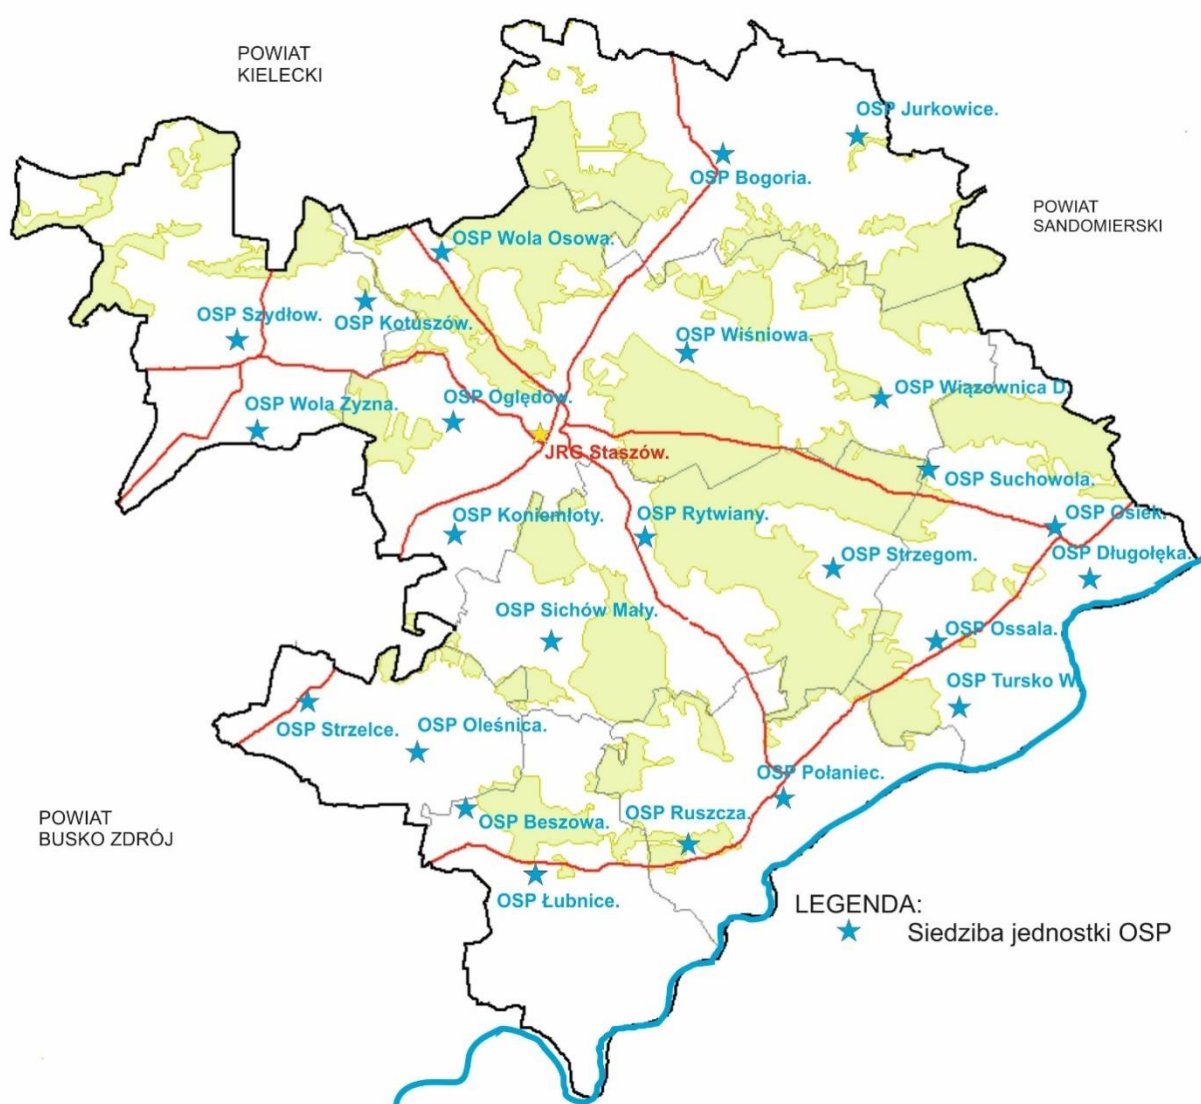 POWIAT
KIELECKI
OSP Jurkowice.
OSP Bogoria.
POWIAT
SANDOMIERSKI
OSP Wola Osowa.
OSP Szydłow.
OSP Kotuszów.
OSP Wiśniowa.
OSP Wiązownica D.
OSP Wola Zyzna.
OSP Oględow.
JRG Staszów.
OSP Suchowola.
OSP Koniemłoty.
OSP Rytwiany.
OSP Osiek.
OSP Strzegom.
OSP Długołęka.
OSP Sichów Mały.
OSP Ossala.
OSP Tursko W.
OSP Strzelce.
OSP Oleśnica.
OSP Połaniec.
POWIAT
BUSKO ZDRÓJ
OSP Beszowa.
OSP Ruszcza.
OSP Łubnice.
LEGENDA:
Siedziba jednostki OSP